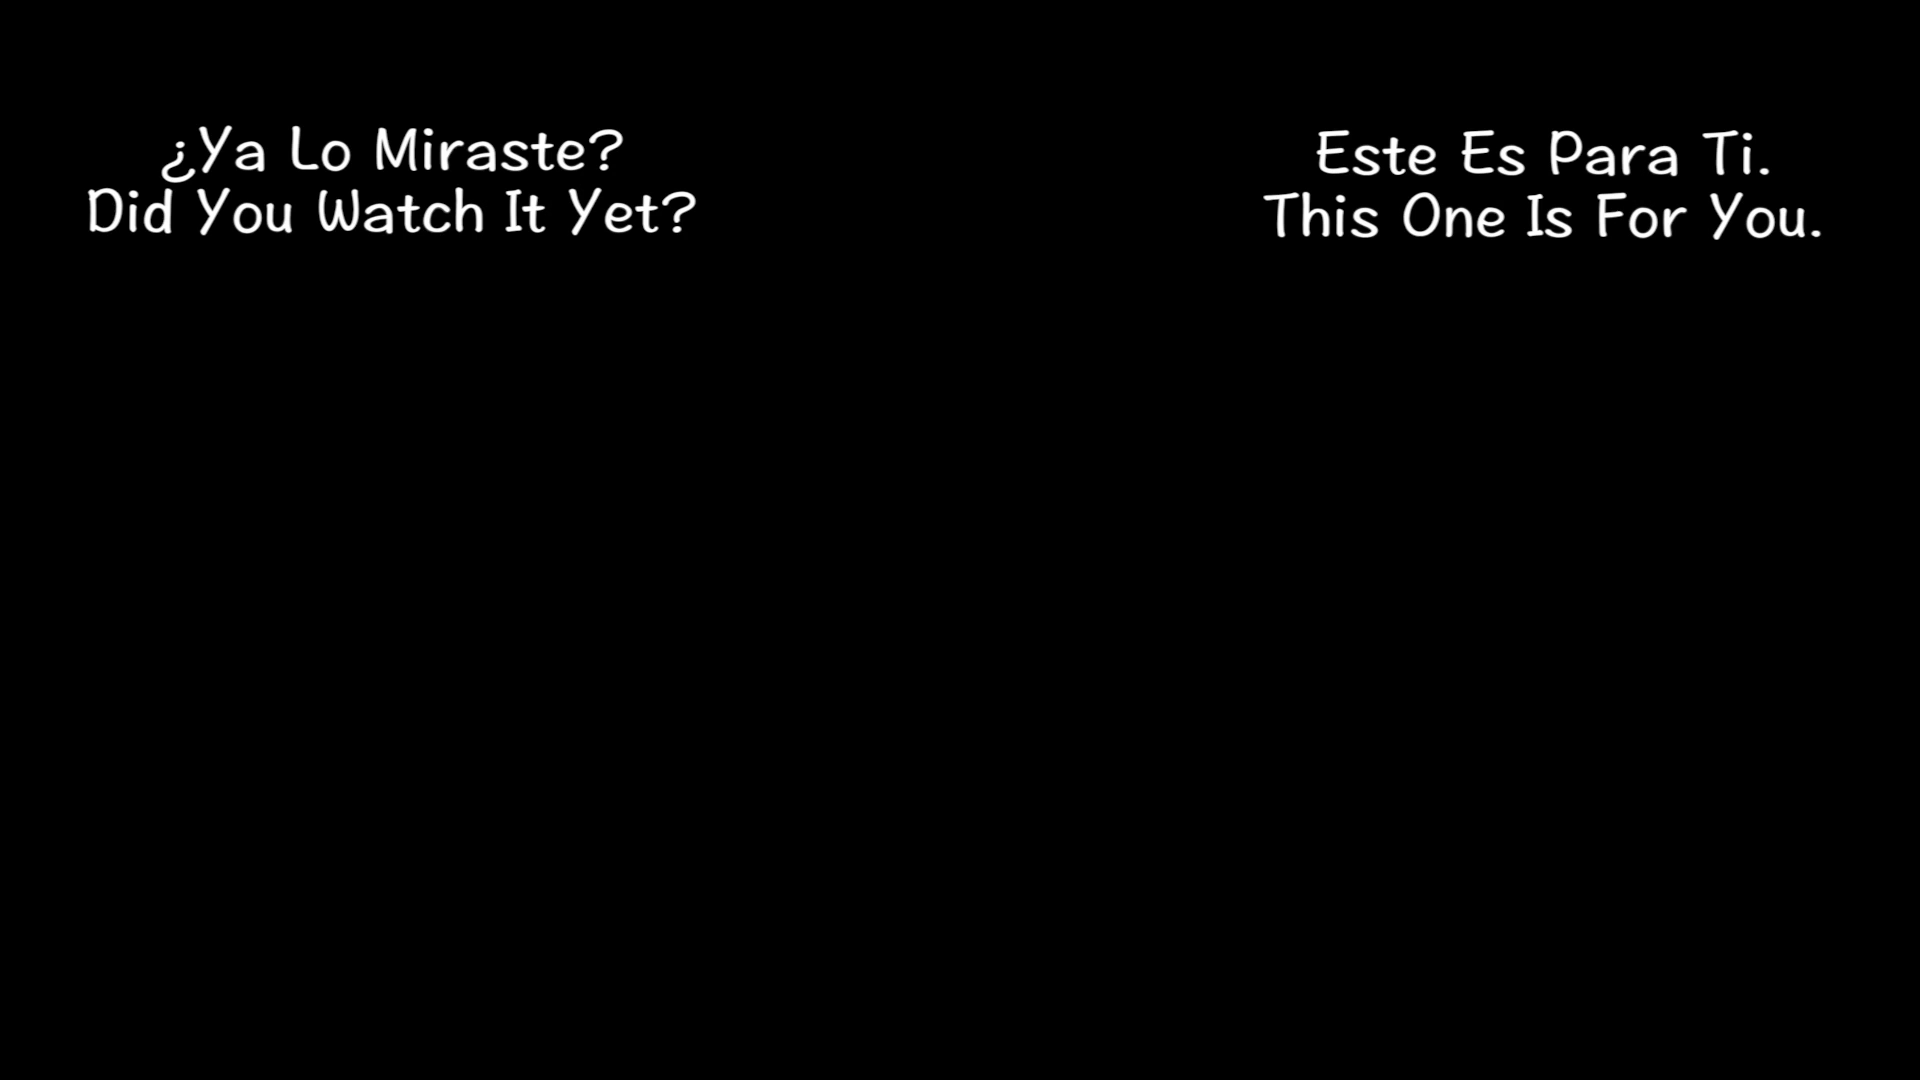 ¿Ya Lo Miraste?
Did You Watch It Yet?
Este Es Para Ti.
This One Is For You.